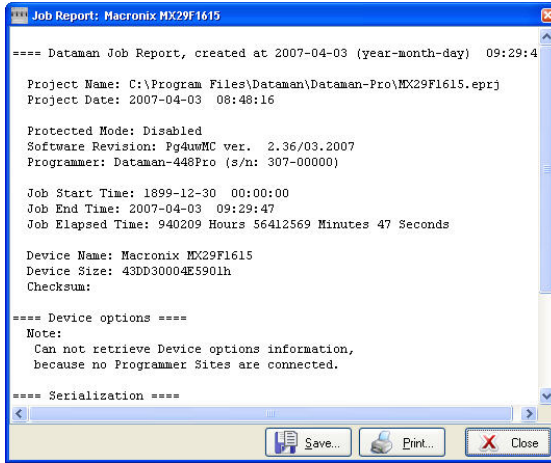 Job Report: Macronix MX29F1615
==== Dataman Job Report, created at 2007-04-03 (year-month-day) 09:29:4
Project Name: C:\Program Files\Dataman\Dataman-Pro\MX29F1615.eprj
Project Date: 2007-04-03 08:48:16
Protected Mode: Disabled
Software Revision: Pg4uwMC ver. 2.36/03.2007
Programmer: Dataman-448Pro (s/n: 307-00000)
Job Start Time: 1899-12-30 00:00:00
Job End Time: 2007-04-03 09:29:47
Job Elapsed Time: 940209 Hours 56412569 Minutes 47 Seconds
Device Name: Macronix MX29F1615
Device Size: 43DD30004E5901h
Checksum:
==== Device options ====
Note:
Can not retrieve Device options information,
because no Programmer Sites are connected.
==== Serialization ====
Save... Print... Close